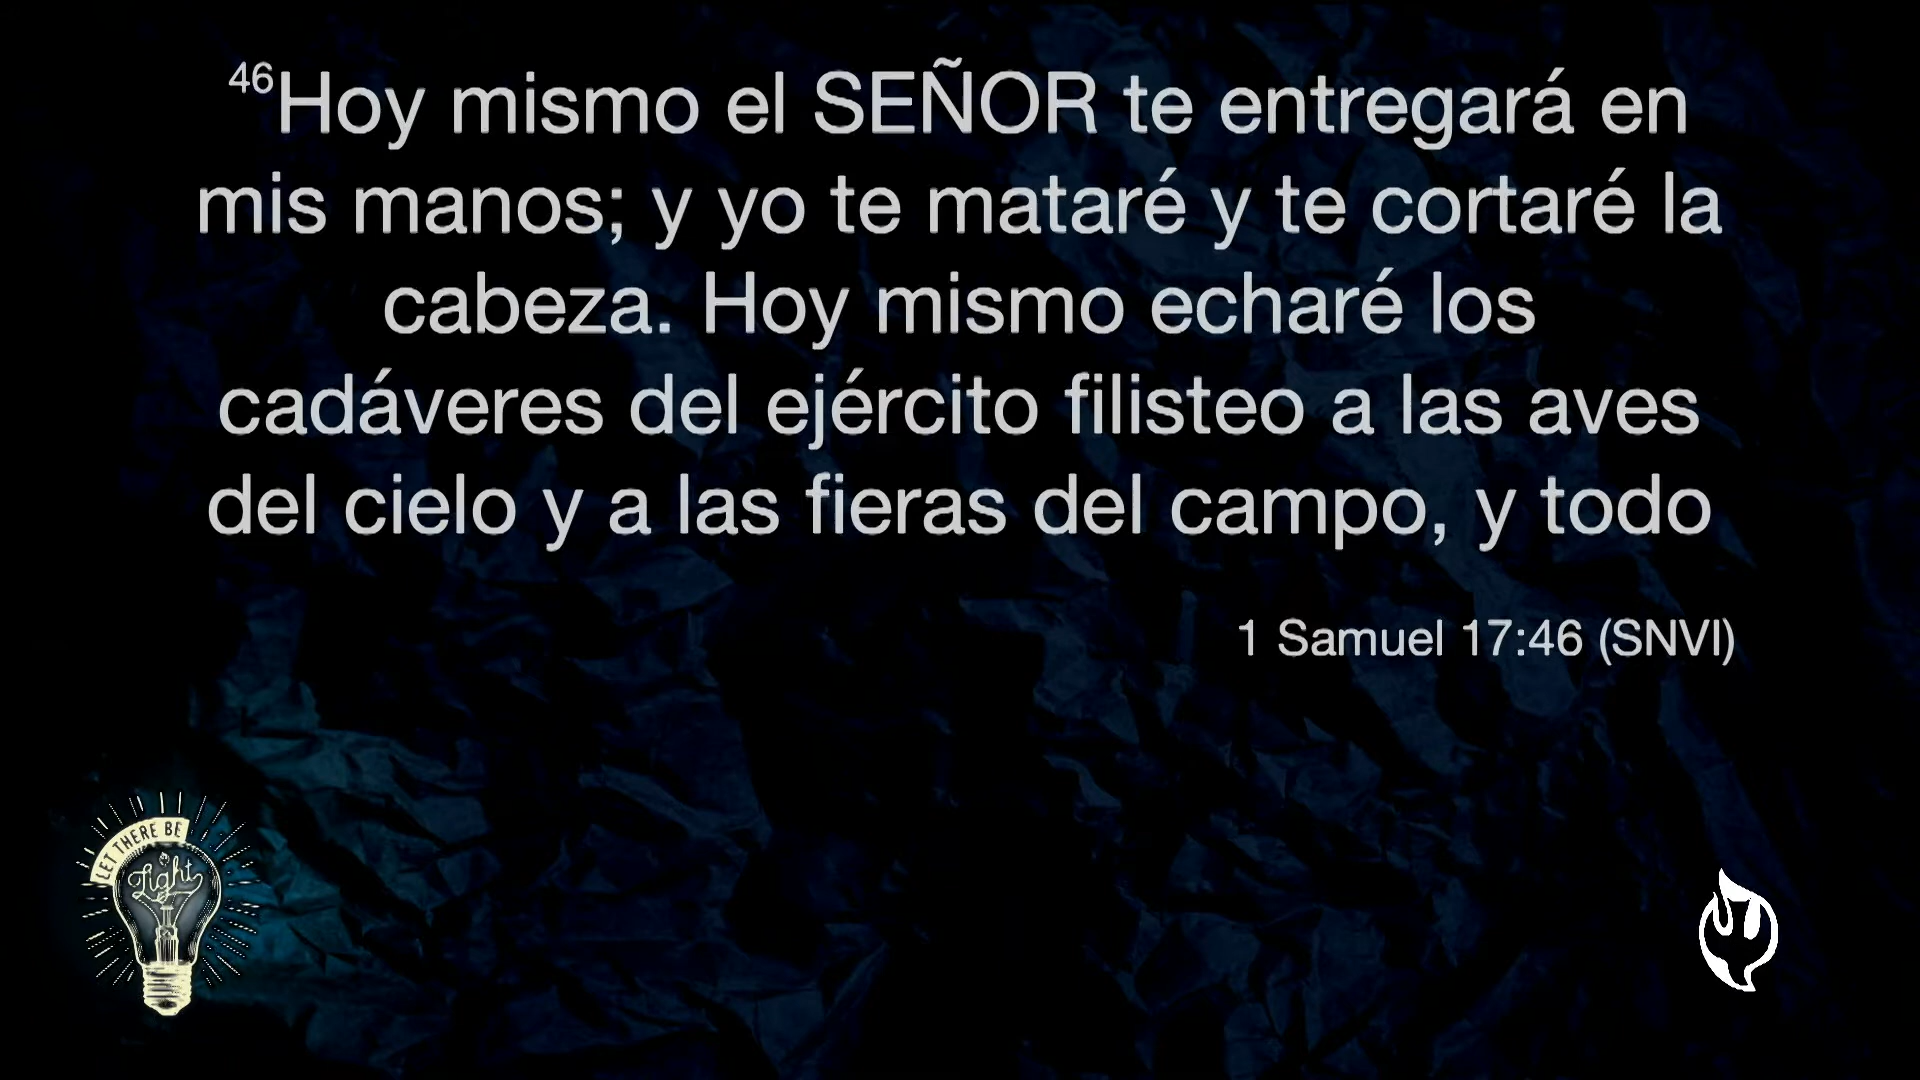 46Hoy mismo el SEÑOR te entregará en
mis manos; y yo te mataré y te cortaré la
cabeza. Hoy mismo echaré los
cadáveres del ejército filisteo a las aves
del cielo y a las fieras del campo, y todo
1 Samuel 17:46 (SNVI)
LET THERE BE
Light